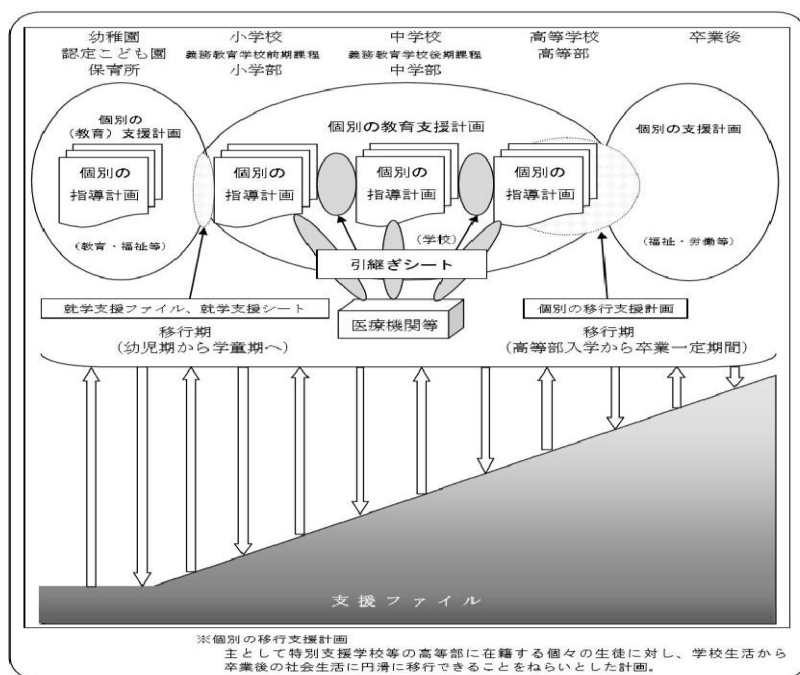 幼稚園
認定こども園
保育所
小学校
義務教育学校前期課程
小学部
中学校
義務教育学校後期課程
中学部
高等学校
高等部
卒業後
個別の
（教育）支援計画
個別の
指導計画
（教育・福祉等）
個別の教育支援計画
個別の
指導計画
個別の
指導計画
個別の
指導計画
（学校）
個別の支援計画
（福祉・労働等）
引継ぎシート
就学支援ファイル、就学支援シート
医療機関等
個別の移行支援計画
移行期
（幼児期から学童期へ）
移行期
（高等部入学から卒業一定期間）
支援ファイル
※個別の移行支援計画
主として特別支援学校等の高等部に在籍する個々の生徒に対し、学校生活から
卒業後の社会生活に円滑に移行できることをねらいとした計画。